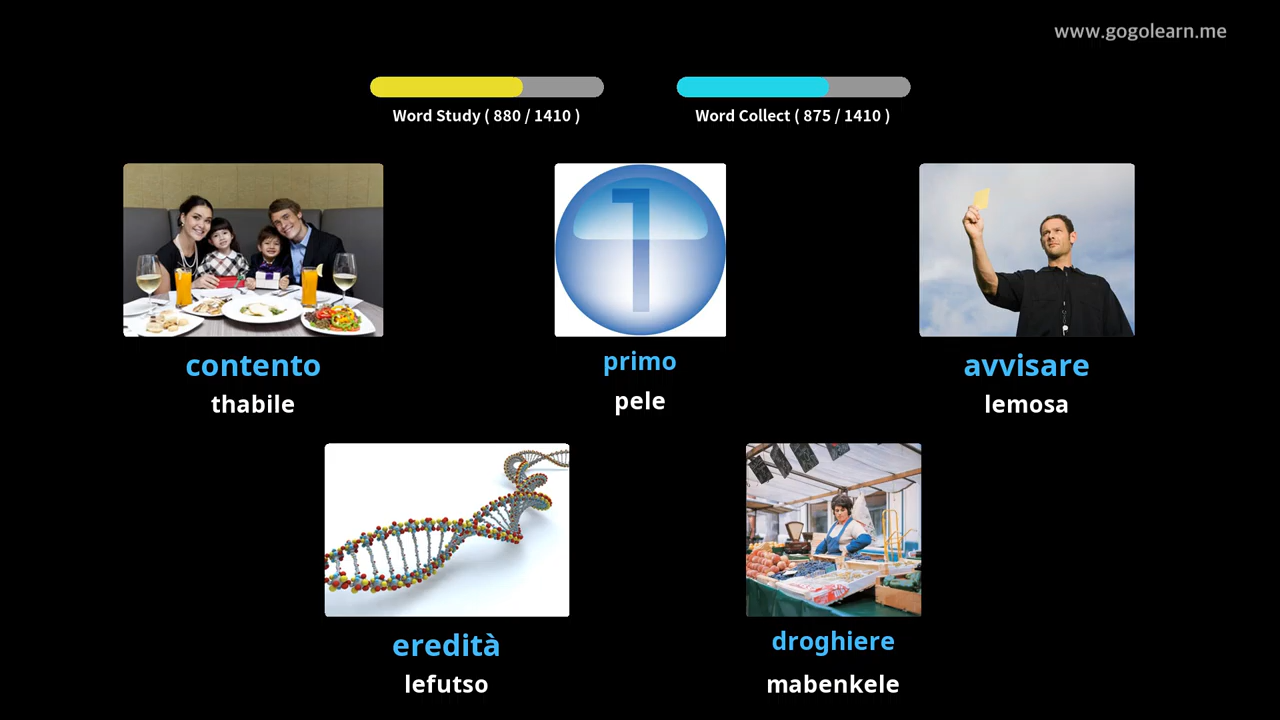 www.gogolearn.me
Word Study ( 880 / 1410 )
Word Collect ( 875 / 1410 )
1
contento
thabile
primo
pele
avvisare
lemosa
eredità
lefutso
droghiere
mabenkele